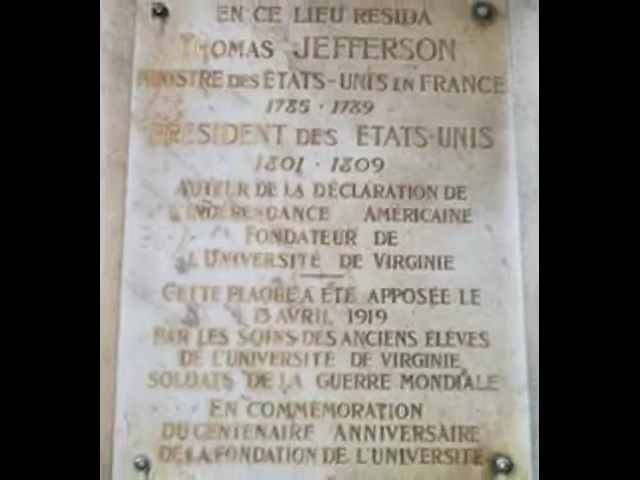 EN CE LIEU RESIDA
THOMAS JEFFERSON
MINISTRE DES ETATS-UNIS EN FRANCE
1785 · 1789
PRESIDENT DES ETATS-UNIS
1801 · 1809
AUTEUR DE LA DÉCLARATION DE
L'INDÉPENDANCE AMÉRICAINE
FONDATEUR DE
L'UNIVERSITÉ DE VIRGINIE
CETTE PLAQUE A ÉTÉ APPOSÉE LE
13 AVRIL 1919
PAR LES SOINS DES ANCIENS ÉLÈVES
DE L'UNIVERSITÉ DE VIRGINIE
SOLDATS DE LA GUERRE MONDIALE
EN COMMÉMORATION
DU CENTENAIRE ANNIVERSAIRE
DE LA FONDATION DE L'UNIVERSITÉ